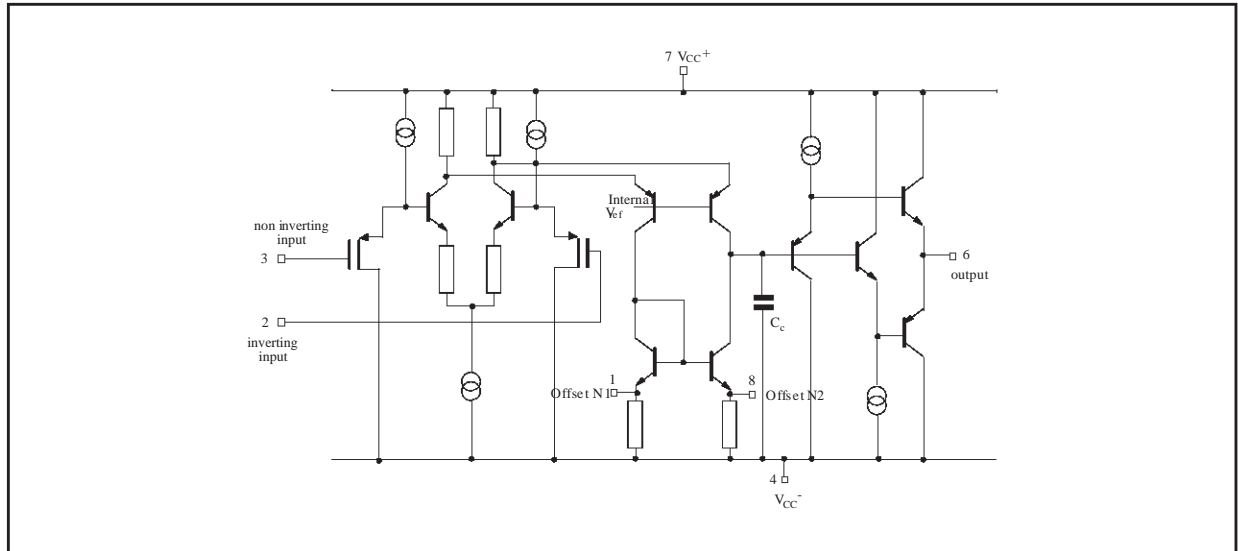 7 VCC+
Internal
Vref
non inverting
input
3
6
output
2
inverting
input
Cc
1
Offset N1
8
Offset N2
4
VCC-